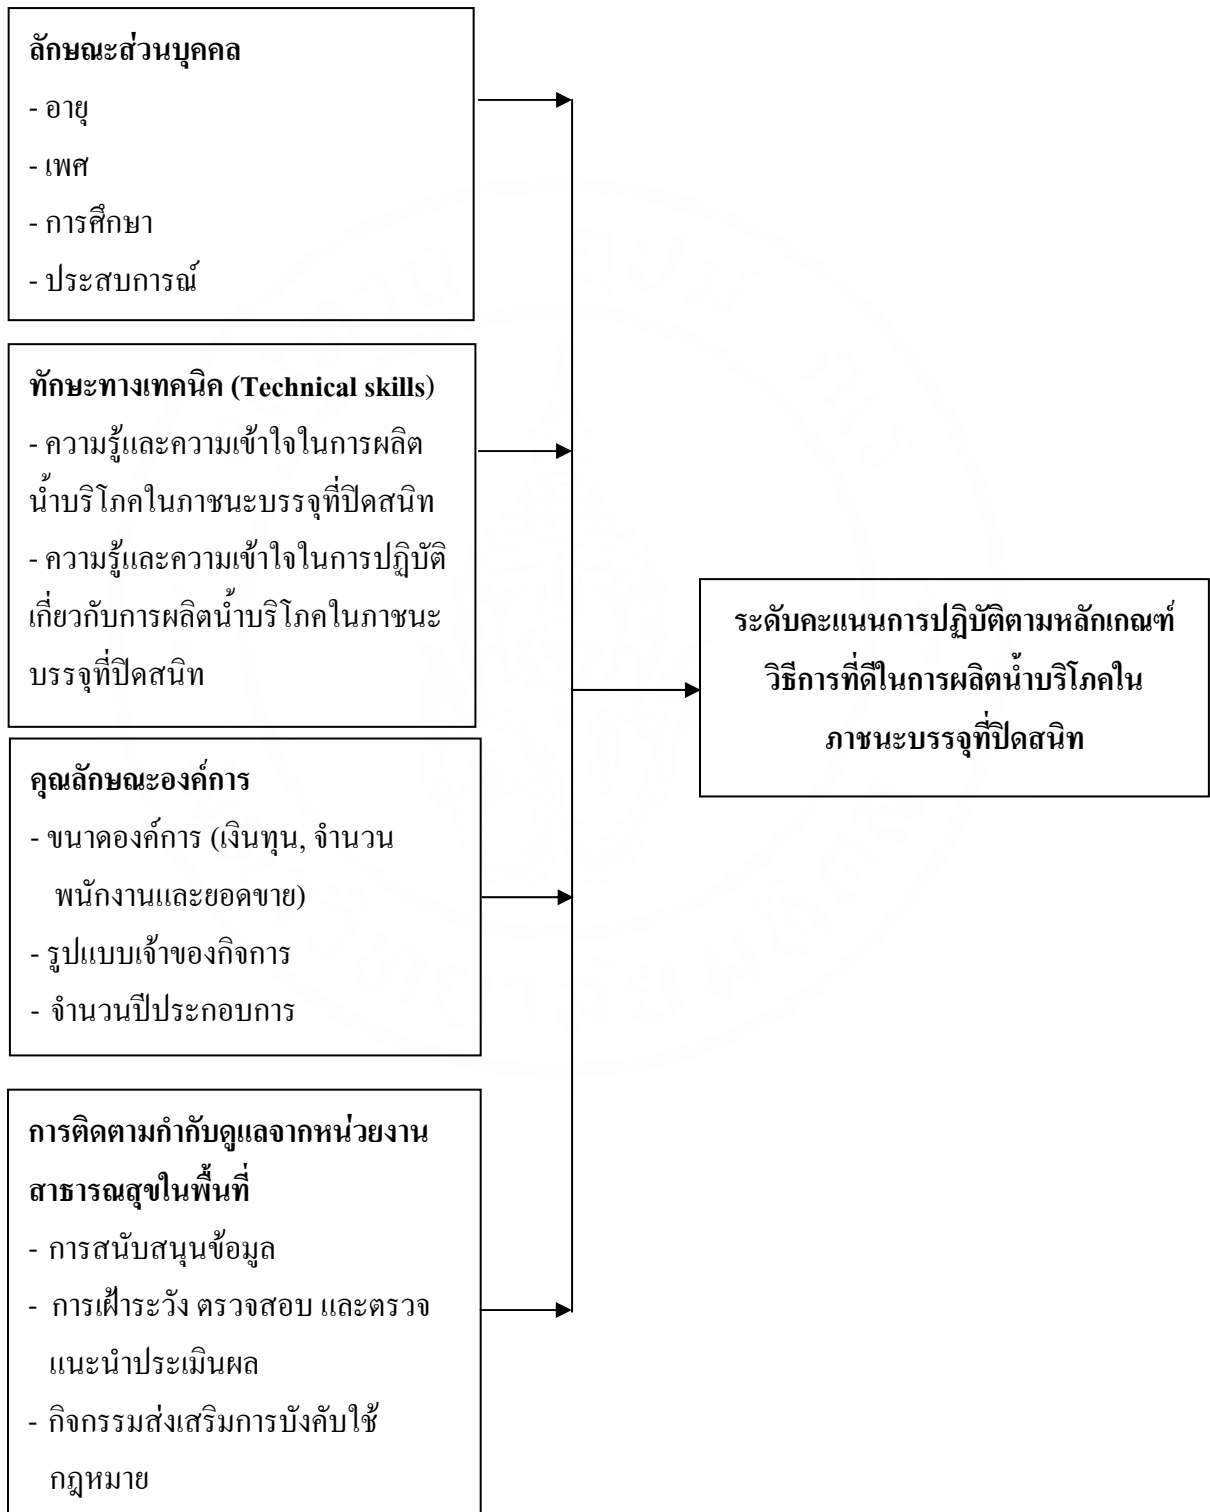 ลักษณะส่วนบุคคล
- อายุ
- เพศ
- การศึกษา
- ประสบการณ์
ทักษะทางเทคนิค (Technical skills)
- ความรู้และความเข้าใจในการผลิต
น้ำบริโภคในภาชนะบรรจุที่ปิดสนิท
- ความรู้และความเข้าใจในการปฏิบัติ
เกี่ยวกับการผลิตน้ำบริโภคในภาชนะ
บรรจุที่ปิดสนิท
คุณลักษณะองค์การ
- ขนาดองค์การ (เงินทุน, จำนวน
พนักงานและยอดขาย)
- รูปแบบเจ้าของกิจการ
- จำนวนปีประกอบการ
การติดตามกำกับดูแลจากหน่วยงาน
สาธารณสุขในพื้นที่
- การสนับสนุนข้อมูล
- การเฝ้าระวัง ตรวจสอบ และตรวจ
แนะนำประเมินผล
- กิจกรรมส่งเสริมการบังคับใช้
กฎหมาย
ระดับคะแนนการปฏิบัติตามหลักเกณฑ์
วิธีการที่ดีในการผลิตน้ำบริโภคใน
ภาชนะบรรจุที่ปิดสนิท